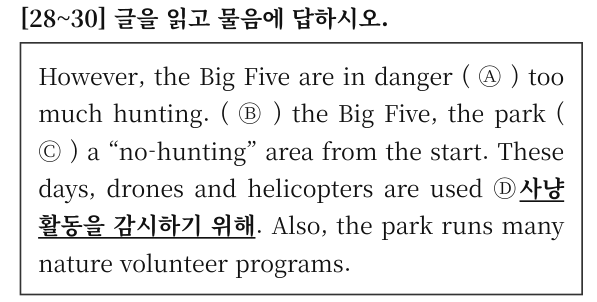 [28~30] 글을 읽고 물음에 답하시오.
However, the Big Five are in danger ( Ⓐ ) too
much hunting. ( Ⓑ ) the Big Five, the park (
Ⓒ ) a “no-hunting” area from the start. These
days, drones and helicopters are used Ⓓ사냥
활동을 감시하기 위해. Also, the park runs many
nature volunteer programs.